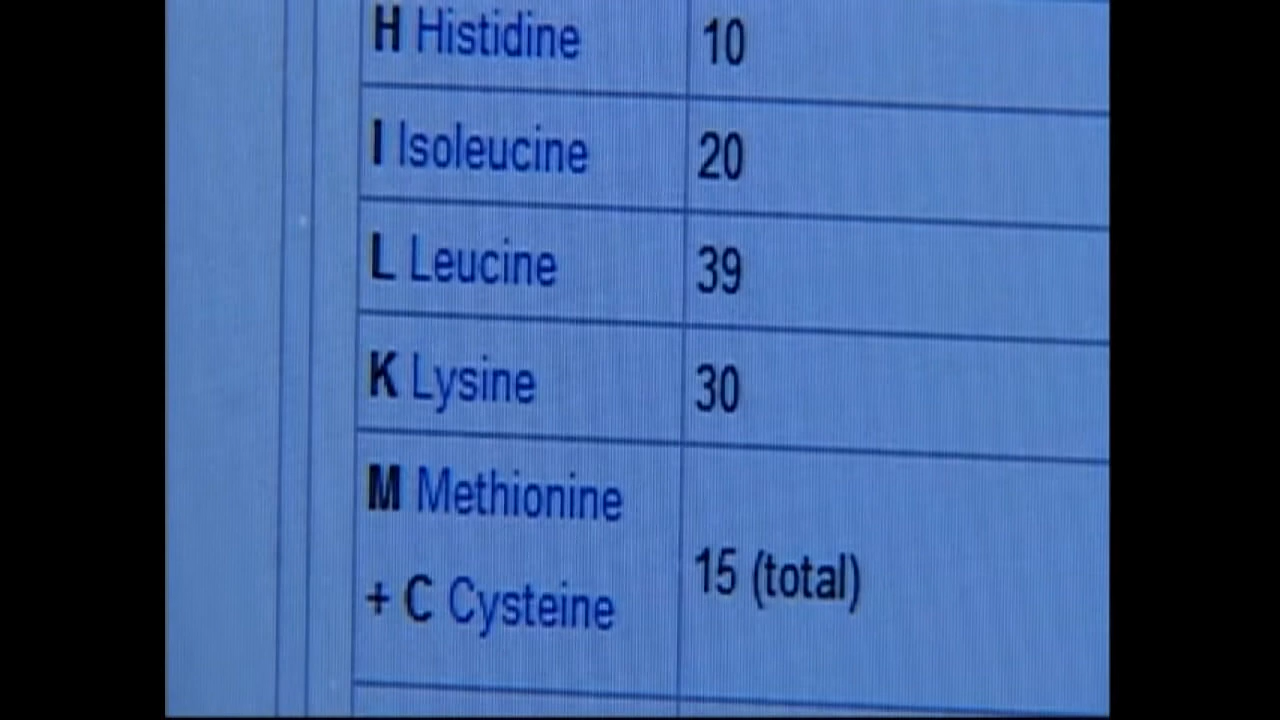 H Histidine 10
I Isoleucine 20
L Leucine 39
K Lysine 30
M Methionine
+ C Cysteine 15 (total)